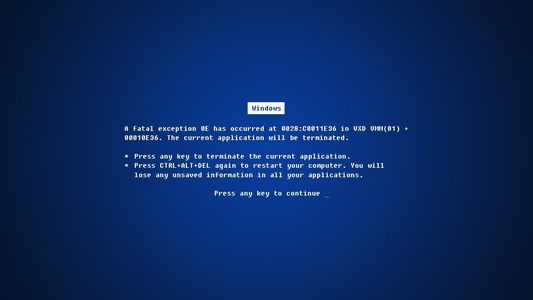 Windows
A fatal exception 0E has occurred at 0028:C0011E36 in VXD VMM(01) +
00010E36. The current application will be terminated.
* Press any key to terminate the current application.
* Press CTRL+ALT+DEL again to restart your computer. You will
lose any unsaved information in all your applications.
Press any key to continue _